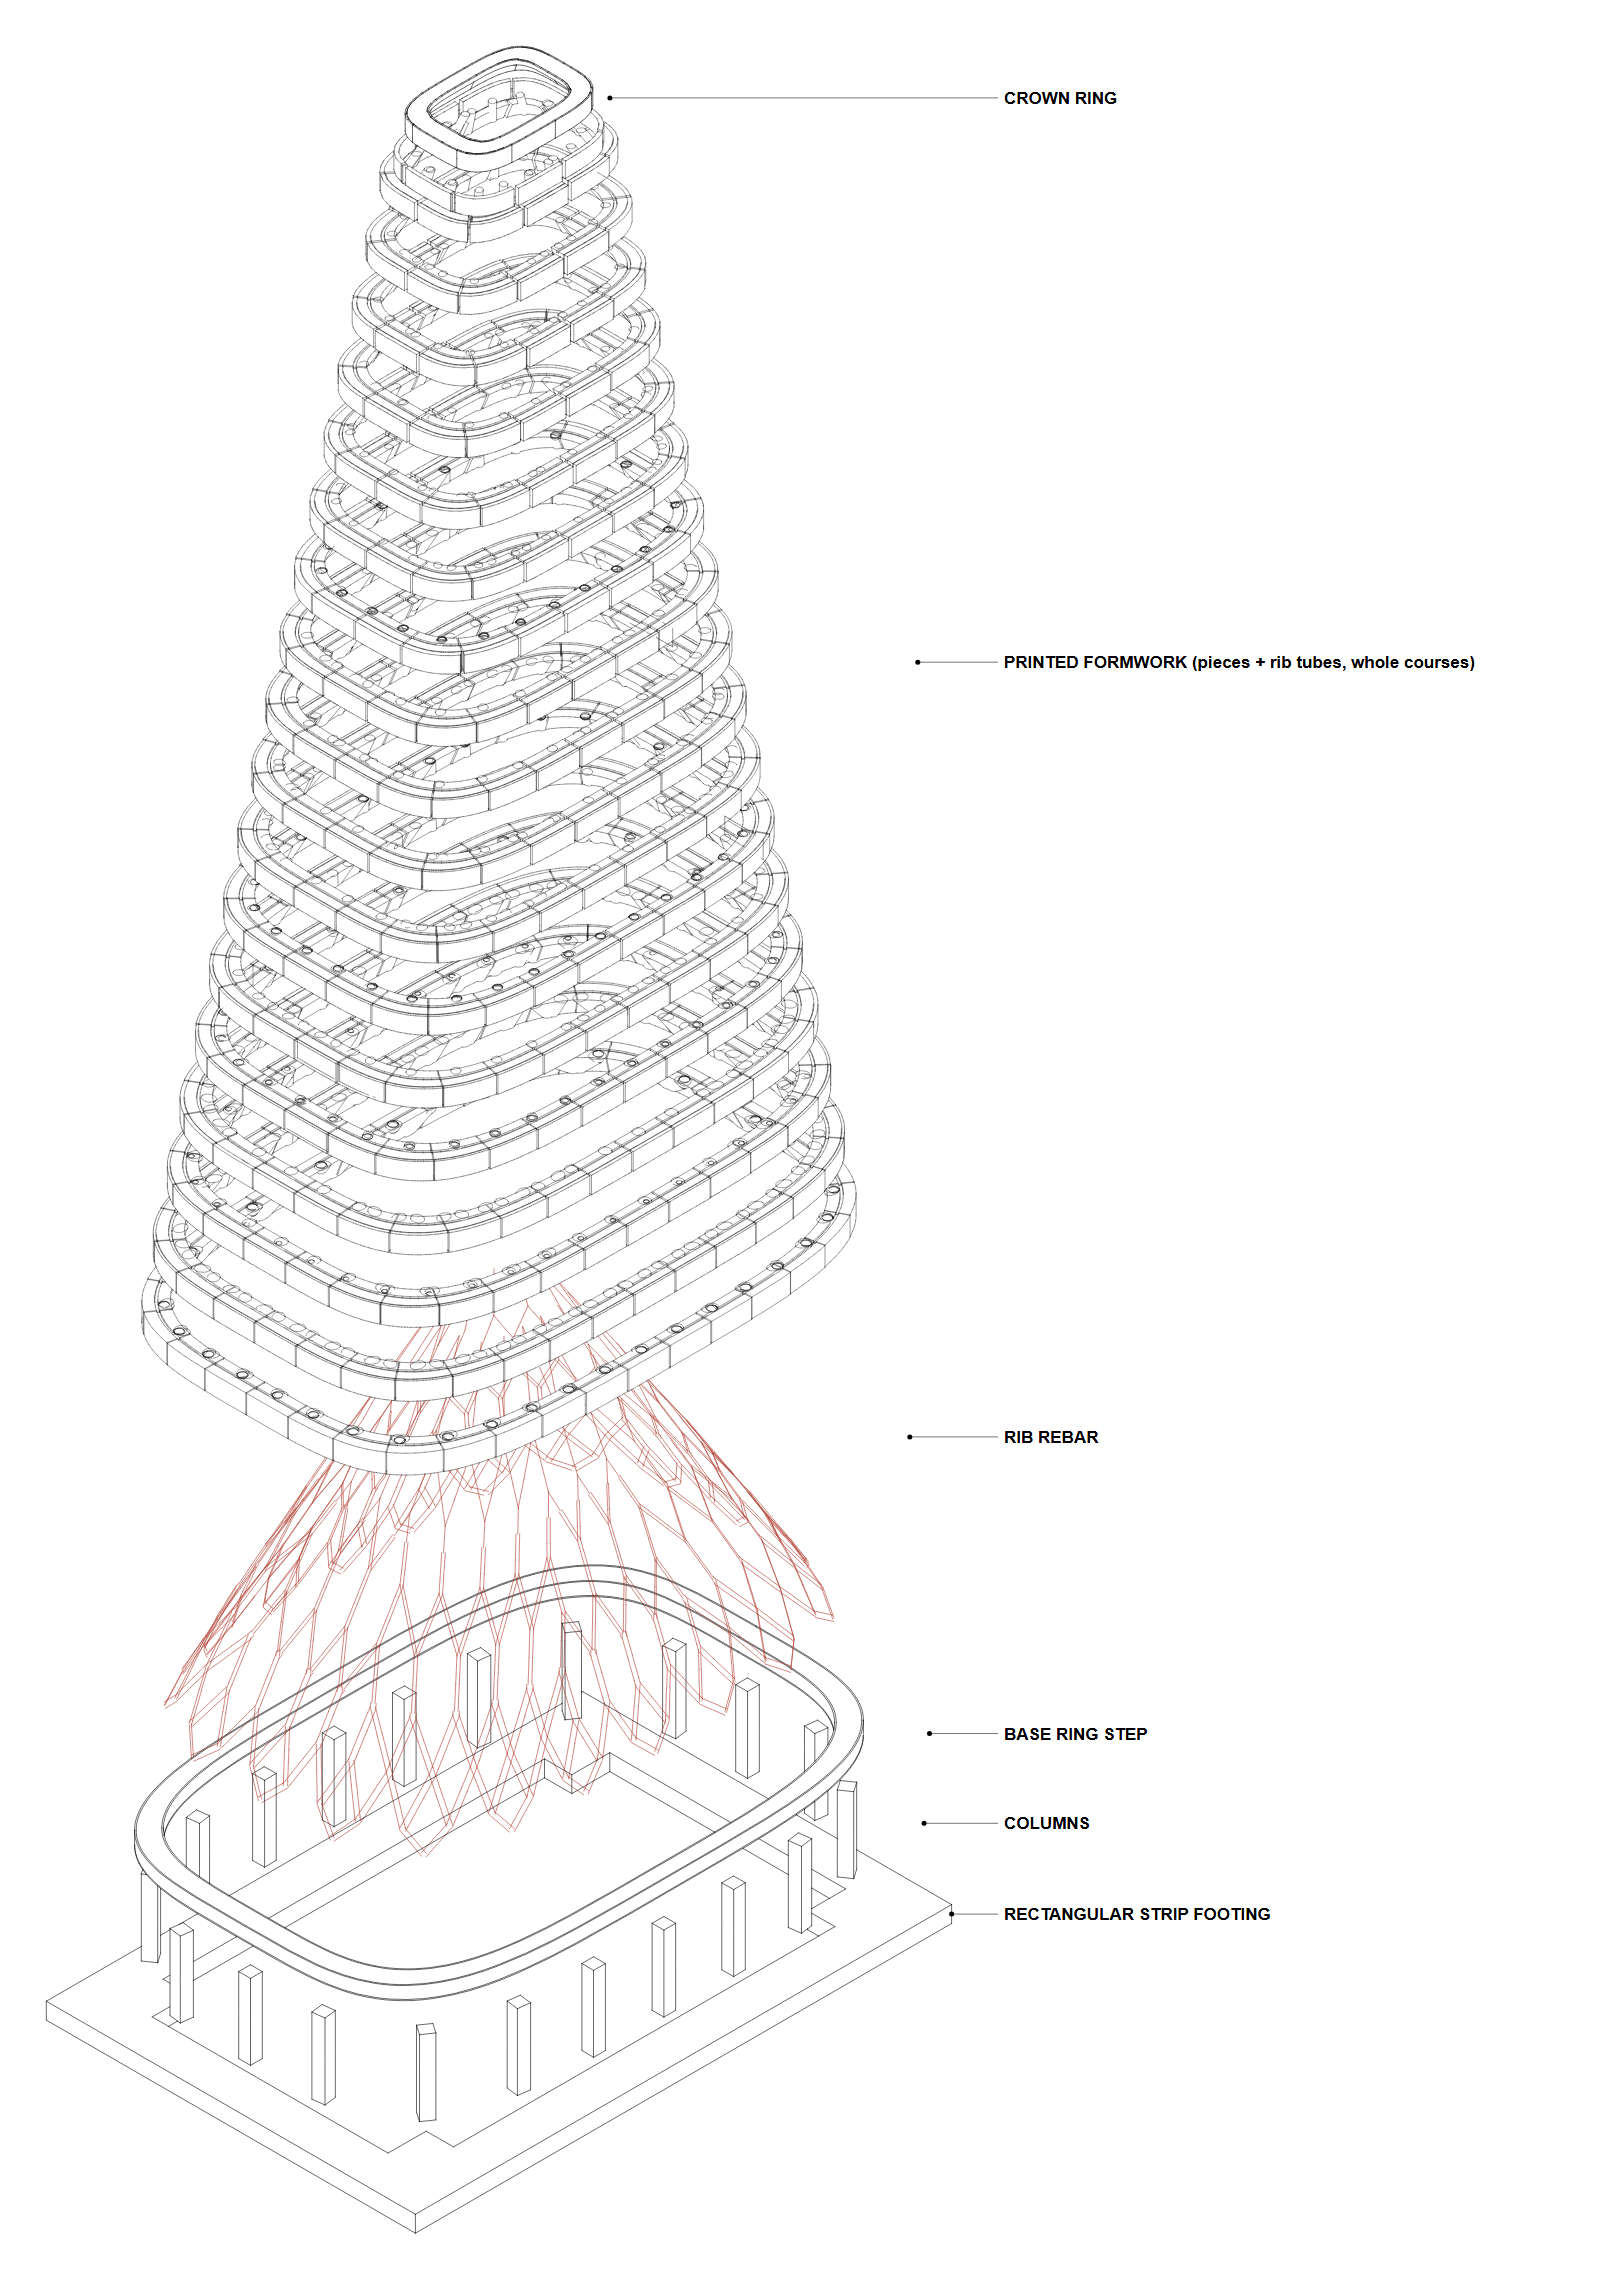 CROWN RING
PRINTED FORMWORK (pieces + rib tubes, whole courses)
RIB REBAR
BASE RING STEP
COLUMNS
RECTANGULAR STRIP FOOTING